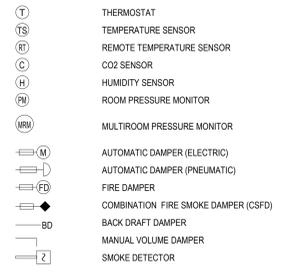 T THERMOSTAT
TS TEMPERATURE SENSOR
RT REMOTE TEMPERATURE SENSOR
C CO2 SENSOR
H HUMIDITY SENSOR
PM ROOM PRESSURE MONITOR
MRM MULTIROOM PRESSURE MONITOR
M AUTOMATIC DAMPER (ELECTRIC)
AUTOMATIC DAMPER (PNEUMATIC)
FD FIRE DAMPER
COMBINATION FIRE SMOKE DAMPER (CSFD)
BD BACK DRAFT DAMPER
MANUAL VOLUME DAMPER
SMOKE DETECTOR